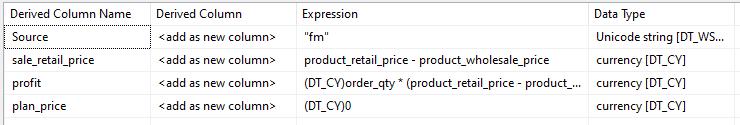 Derived Column Name Derived Column Expression Data Type
Source <add as new column> "fm" Unicode string [DT_WS...
sale_retail_price <add as new column> product_retail_price - product_wholesale_price currency [DT_CY]
profit <add as new column> (DT_CY)order_qty * (product_retail_price - product_... currency [DT_CY]
plan_price <add as new column> (DT_CY)0 currency [DT_CY]